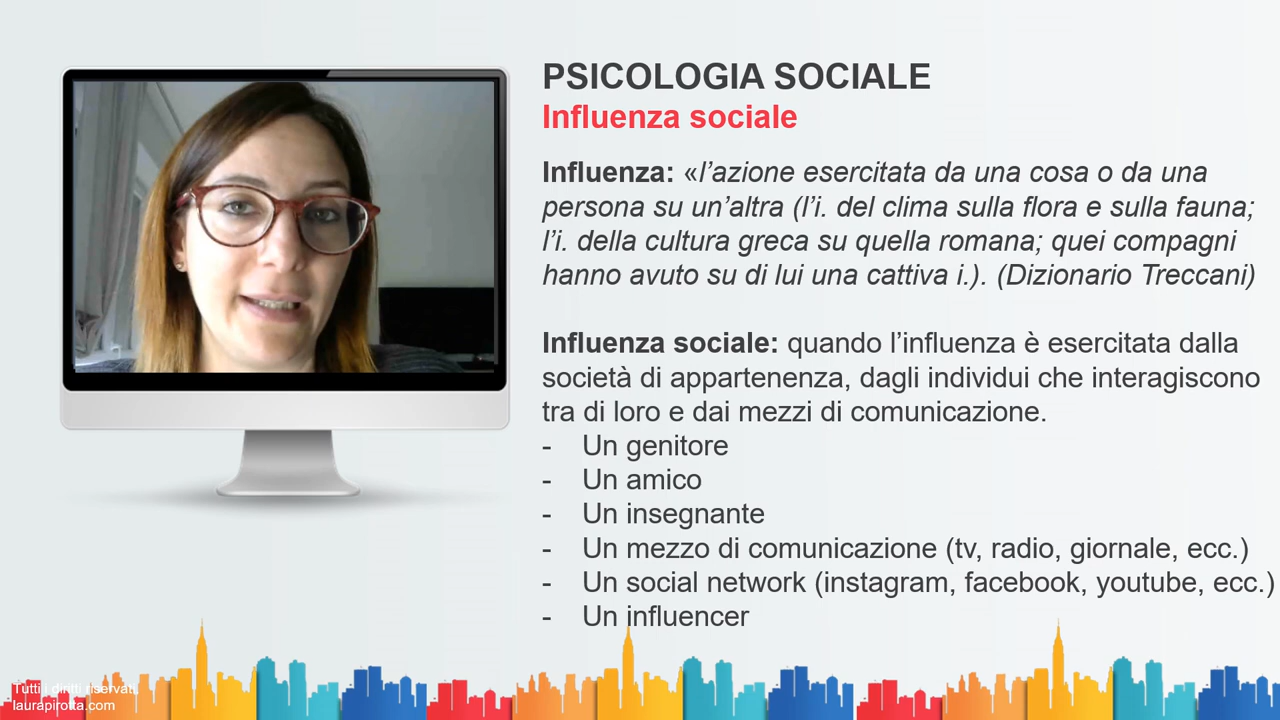 PSICOLOGIA SOCIALE
Influenza sociale
Influenza: «l’azione esercitata da una cosa o da una
persona su un’altra (l’i. del clima sulla flora e sulla fauna;
l’i. della cultura greca su quella romana; quei compagni
hanno avuto su di lui una cattiva i.). (Dizionario Treccani)
Influenza sociale: quando l’influenza è esercitata dalla
società di appartenenza, dagli individui che interagiscono
tra di loro e dai mezzi di comunicazione.
- Un genitore
- Un amico
- Un insegnante
- Un mezzo di comunicazione (tv, radio, giornale, ecc.)
- Un social network (instagram, facebook, youtube, ecc.)
- Un influencer
Tutti i diritti riservati
laurapirotta.com